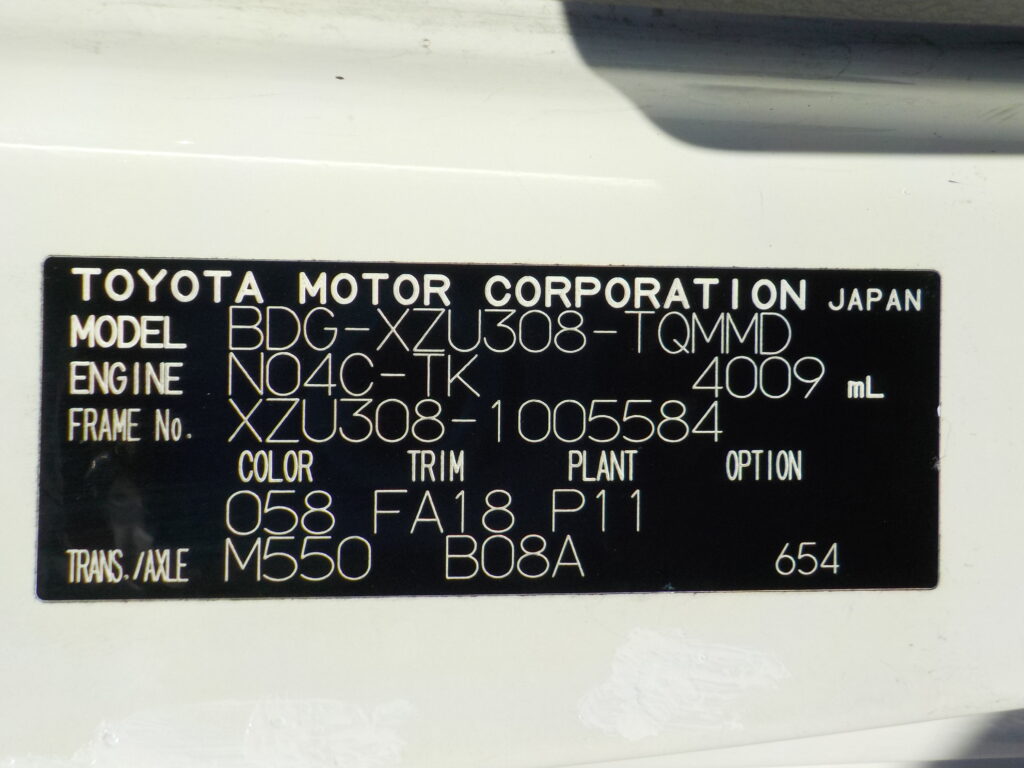 TOYOTA MOTOR CORPORATION JAPAN
MODEL BDG-XZU308-TQMMD
ENGINE N04C-TK 4009 mL
FRAME No. XZU308-1005584
COLOR TRIM PLANT OPTION
058 FA18 P11
TRANS./AXLE M550 B08A 654